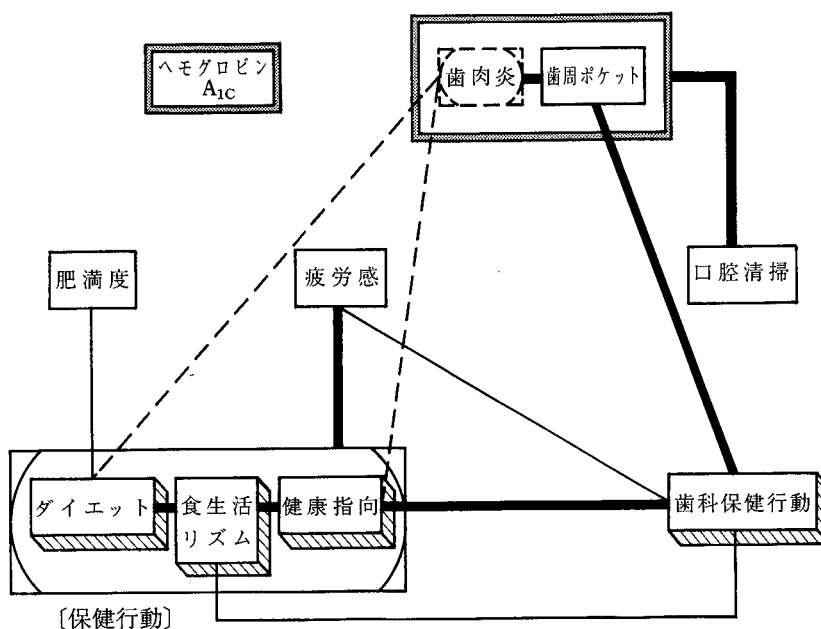 ヘモグロビン
A1C
歯肉炎
歯周ポケット
肥満度
疲労感
口腔清掃
ダイエット
食生活
リズム
健康指向
歯科保健行動
〔保健行動〕